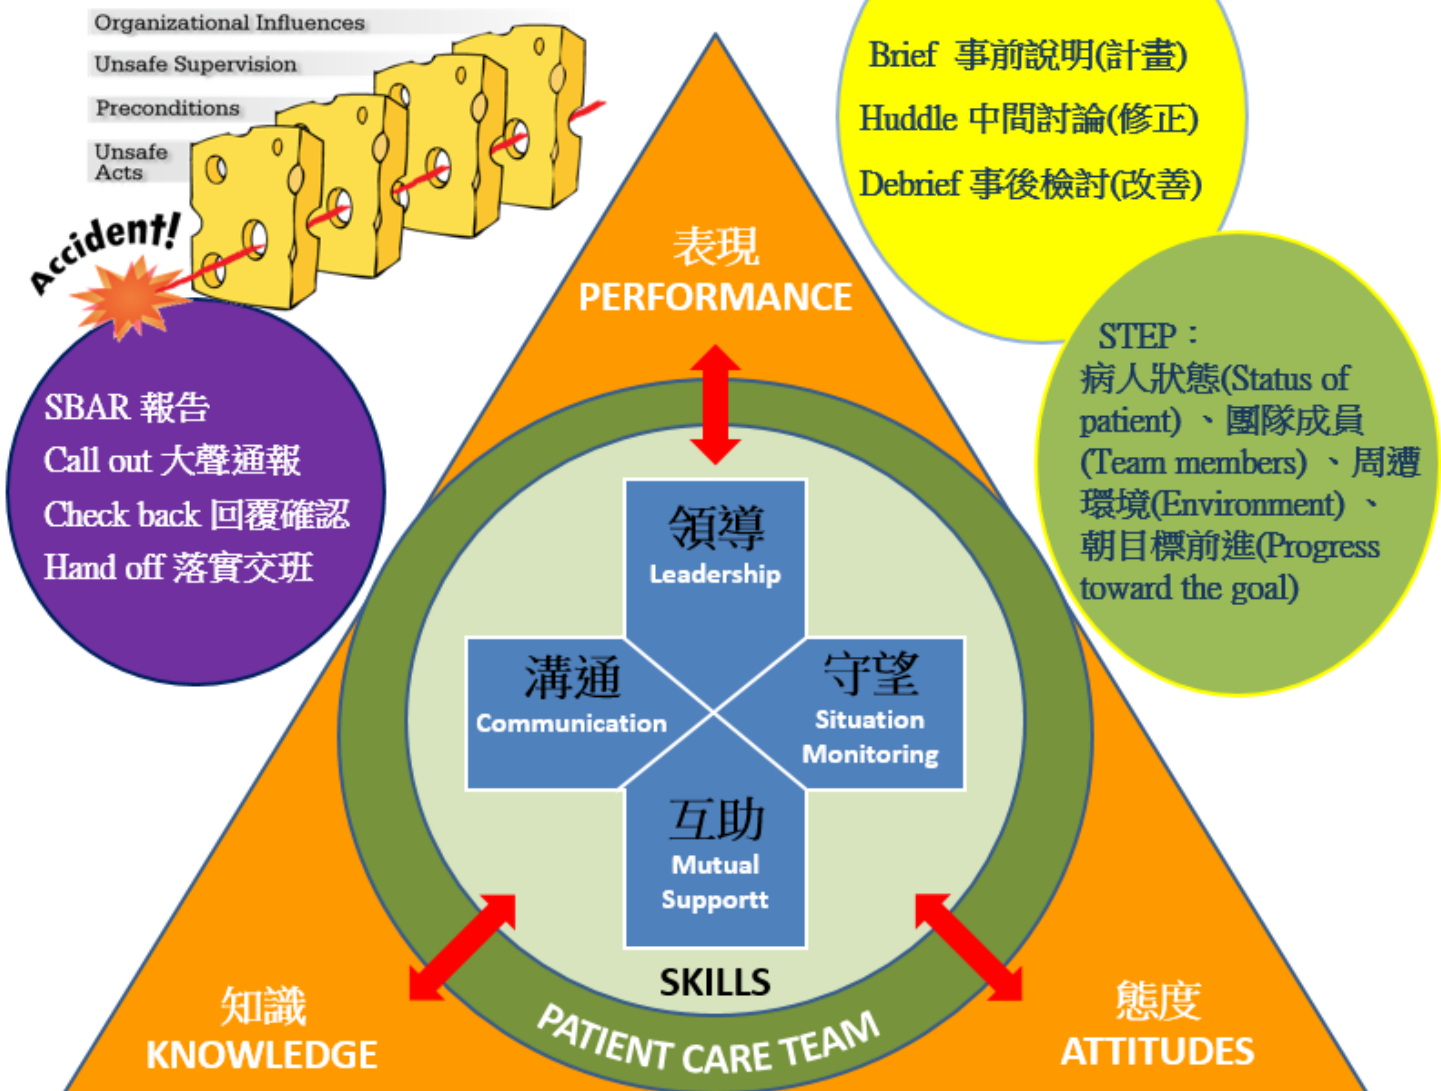 Organizational Influences
Unsafe Supervision
Preconditions
Unsafe
Acts
Accident!
Brief 事前說明(計畫)
Huddle 中間討論(修正)
Debrief 事後檢討(改善)
表現
PERFORMANCE
SBAR 報告
Call out 大聲通報
Check back 回覆確認
Hand off 落實交班
STEP：
病人狀態(Status of
patient) 、團隊成員
(Team members) 、周遭
環境(Environment) 、
朝目標前進(Progress
toward the goal)
領導
Leadership
溝通
Communication
守望
Situation
Monitoring
互助
Mutual
Supportt
SKILLS
PATIENT CARE TEAM
知識
KNOWLEDGE
態度
ATTITUDES